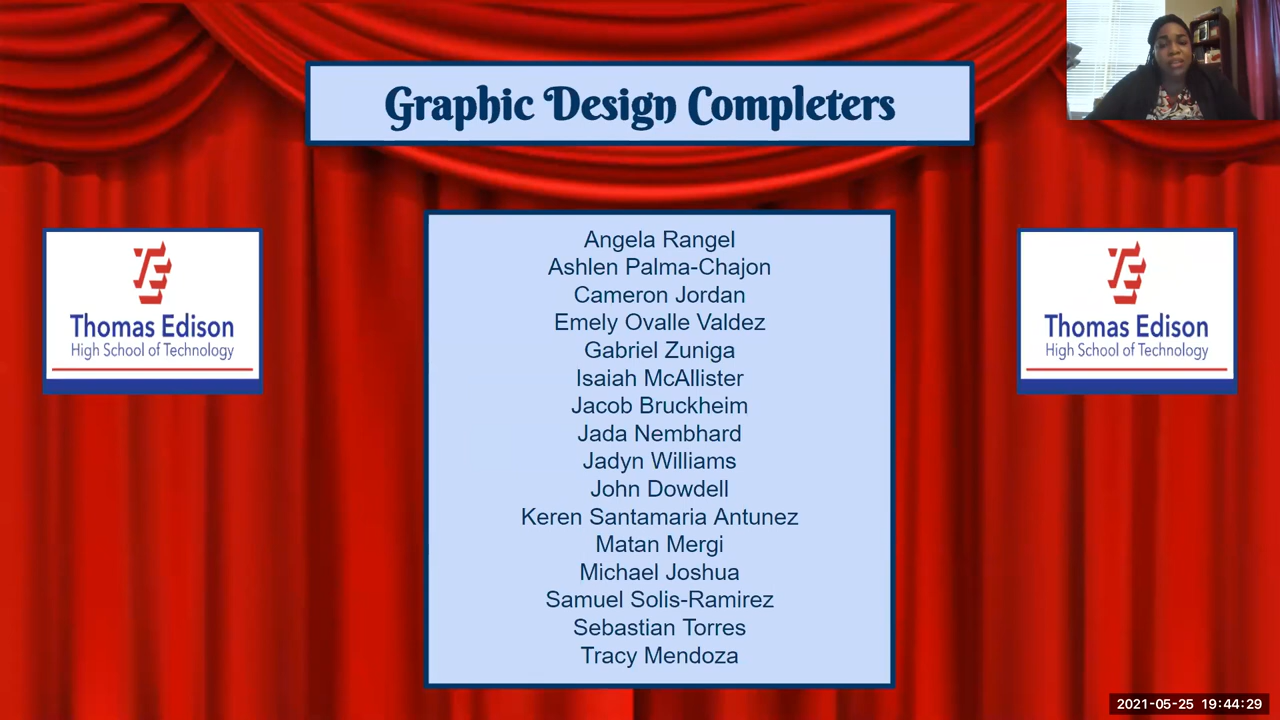 Graphic Design Completers
Thomas Edison
High School of Technology
Thomas Edison
High School of Technology
Angela Rangel
Ashlen Palma-Chajon
Cameron Jordan
Emely Ovalle Valdez
Gabriel Zuniga
Isaiah McAllister
Jacob Bruckheim
Jada Nembhard
Jadyn Williams
John Dowdell
Keren Santamaria Antunez
Matan Mergi
Michael Joshua
Samuel Solis-Ramirez
Sebastian Torres
Tracy Mendoza
2021-05-25 19:44:29